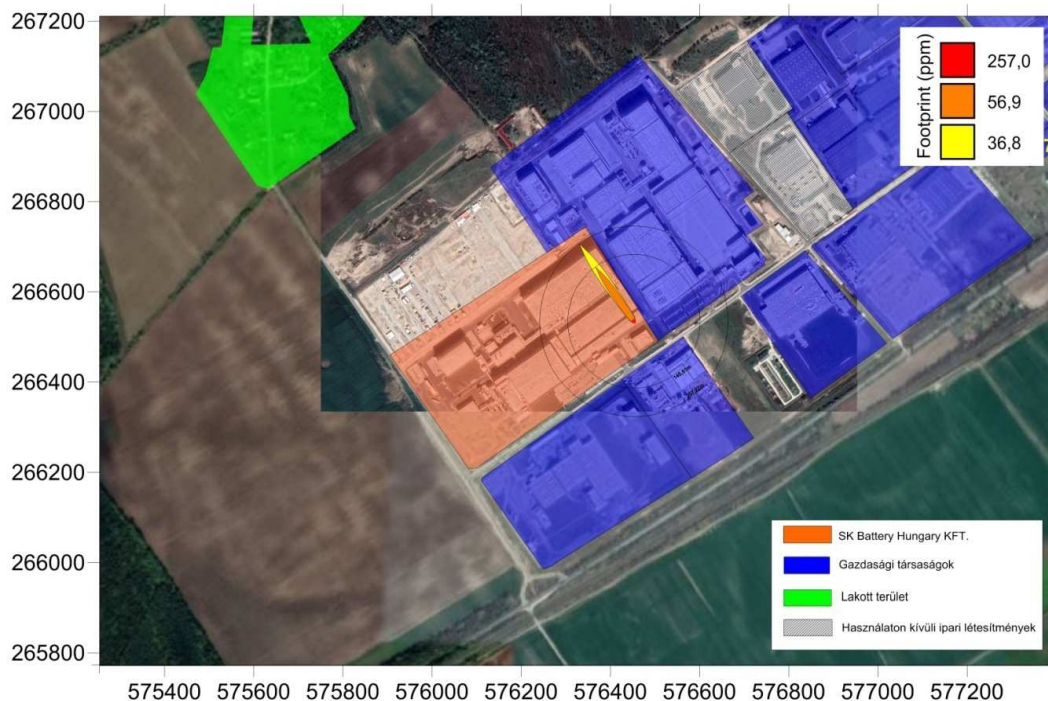 267200
267000
266800
266600
266400
266200
266000
265800
575400 575600 575800 576000 576200 576400 576600 576800 577000 577200
Footprint (ppm)
257,0
56,9
36,8
SK Battery Hungary KFT.
Gazdasági társaságok
Lakott terület
Használaton kívüli ipari létesítmények